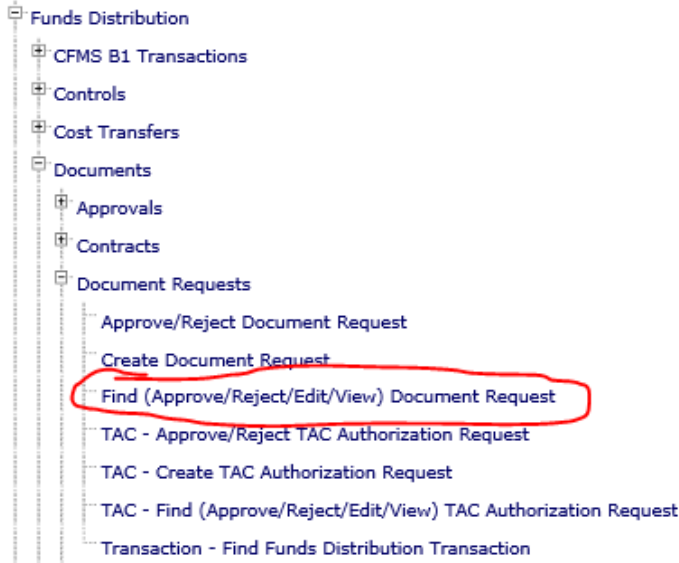 Funds Distribution
CFMS B1 Transactions
Controls
Cost Transfers
Documents
Approvals
Contracts
Document Requests
Approve/Reject Document Request
Create Document Request
Find (Approve/Reject/Edit/View) Document Request
TAC - Approve/Reject TAC Authorization Request
TAC - Create TAC Authorization Request
TAC - Find (Approve/Reject/Edit/View) TAC Authorization Request
Transaction - Find Funds Distribution Transaction